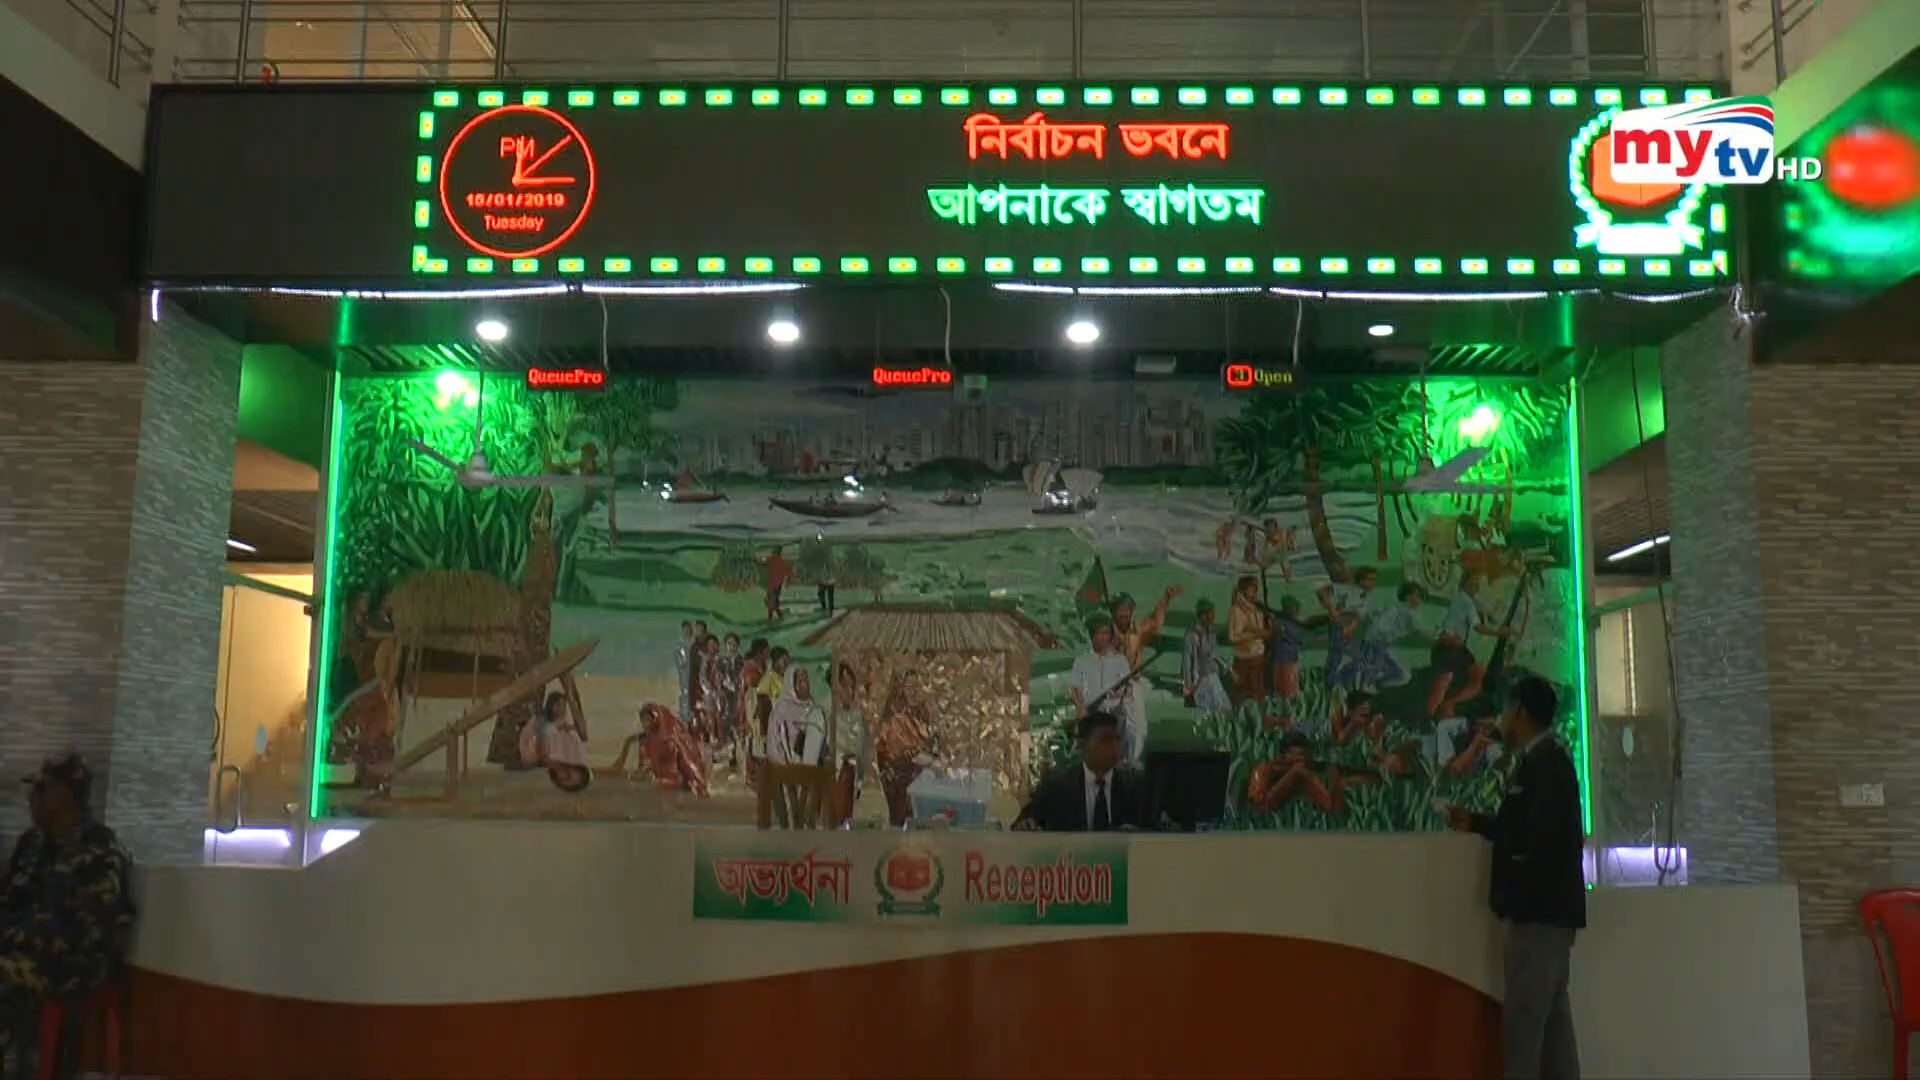 PM
15/01/2019
Tuesday
নির্বাচন ভবনে
আপনাকে স্বাগতম
my tv HD
QueuePro
QueuePro
3 Open
অভ্যর্থনা Reception